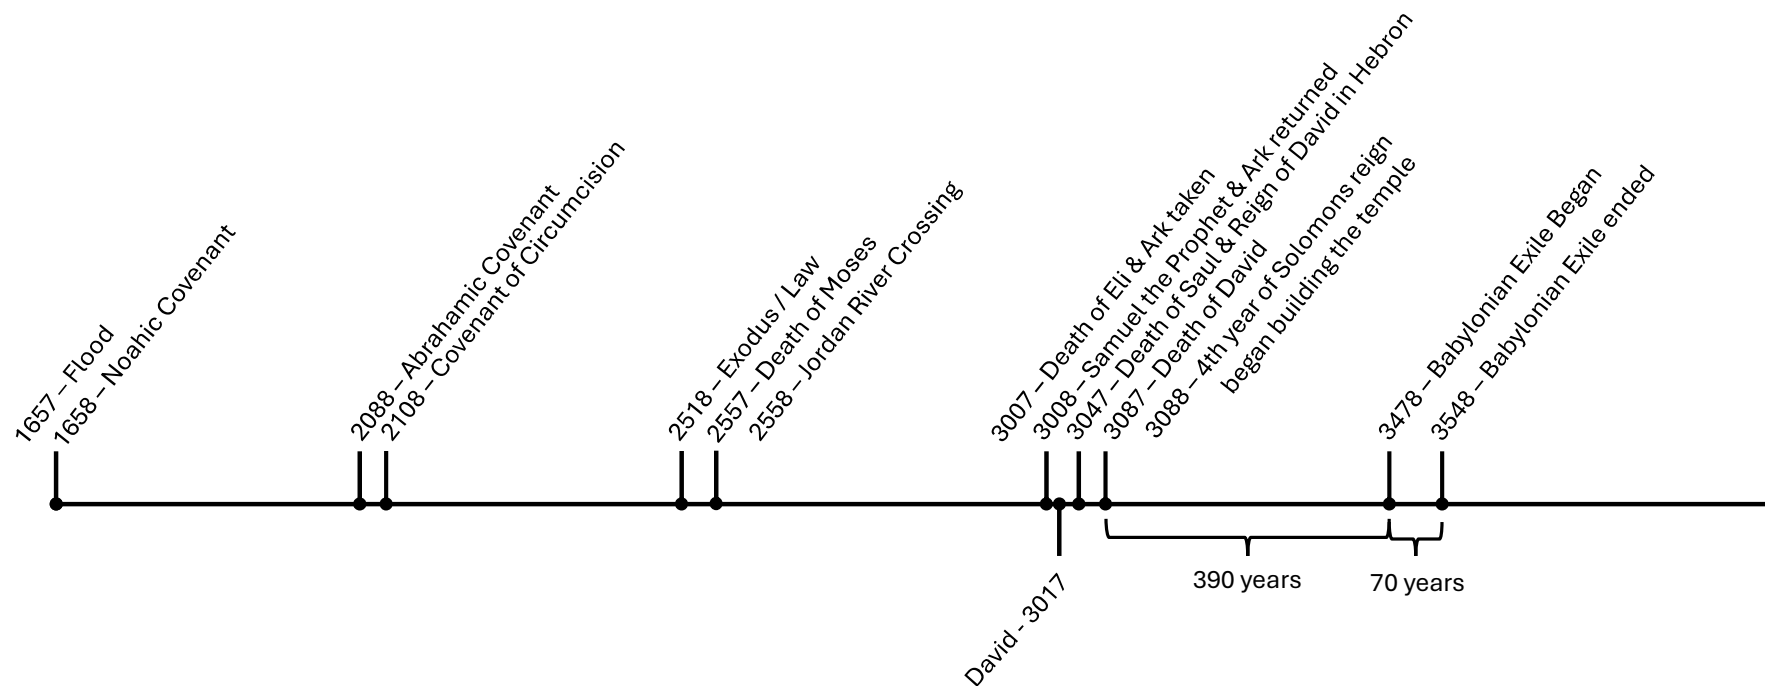 1657 – Flood
1658 – Noahic Covenant
2088 – Abrahamic Covenant
2108 – Covenant of Circumcision
2518 – Exodus / Law
2557 – Death of Moses
2558 – Jordan River Crossing
3007 – Death of Eli & Ark taken
3008 – Samuel the Prophet & Ark returned
3047 – Death of Saul & Reign of David in Hebron
3087 – Death of David
3088 – 4th year of Solomons reign
began building the temple
3478 – Babylonian Exile Began
3548 – Babylonian Exile ended
390 years
70 years
David - 3017